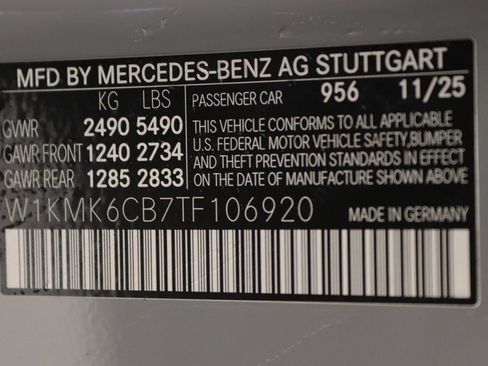 MFD BY MERCEDES-BENZ AG STUTTGART
KG LBS PASSENGER CAR 956 11/25
GVWR 2490 5490 THIS VEHICLE CONFORMS TO ALL APPLICABLE
GAWR FRONT 1240 2734 U.S. FEDERAL MOTOR VEHICLE SAFETY, BUMPER
GAWR REAR 1285 2833 AND THEFT PREVENTION STANDARDS IN EFFECT ON THE DATE OF MANUFACTURE SHOWN ABOVE
W1KMK6CB7TF106920 MADE IN GERMANY